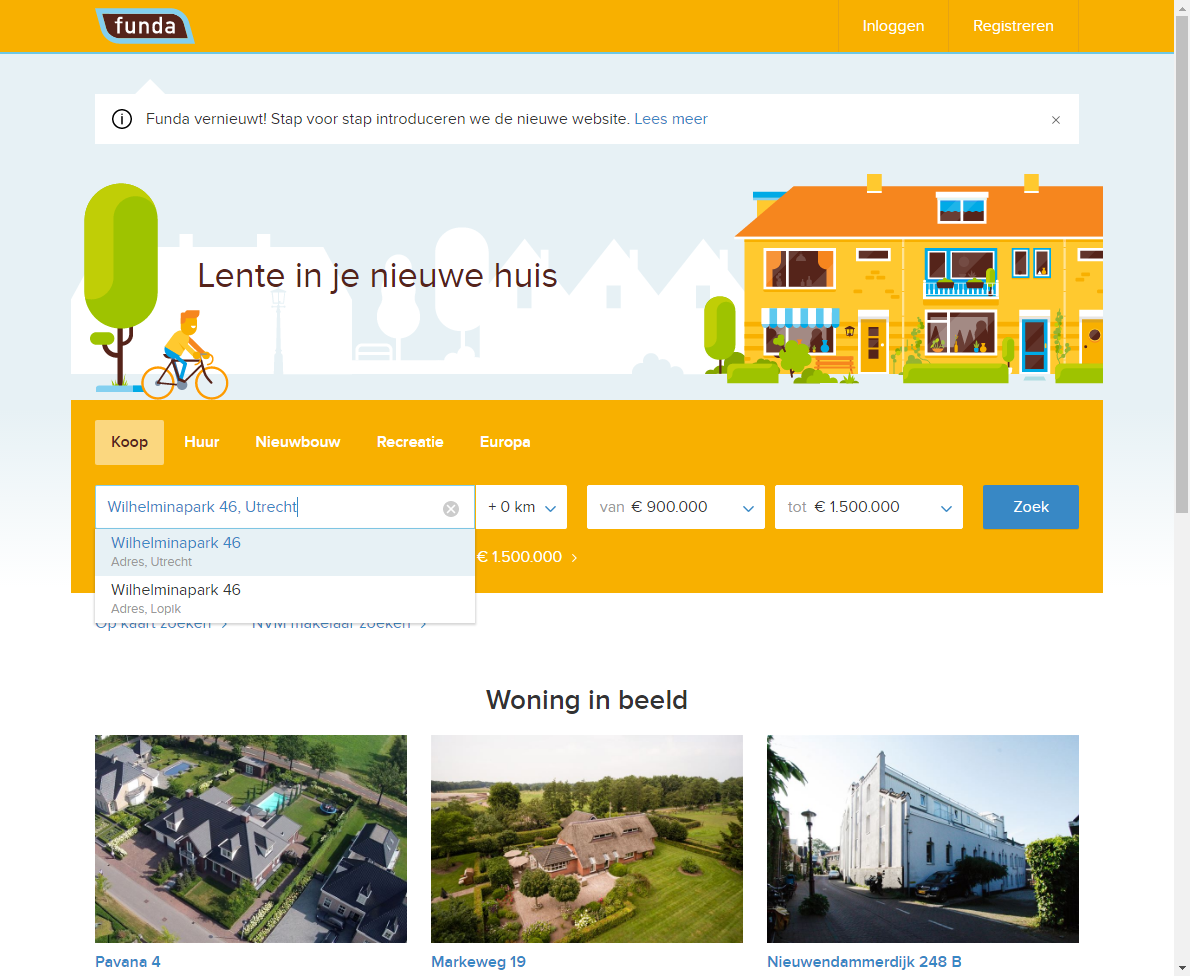 funda
Inloggen
Registreren
Funda vernieuwt! Stap voor stap introduceren we de nieuwe website. Lees meer
Lente in je nieuwe huis
Koop
Huur
Nieuwbouw
Recreatie
Europa
Wilhelminapark 46, Utrecht
+ 0 km
van € 900.000
tot € 1.500.000
Zoek
Wilhelminapark 46
Adres, Utrecht
€ 1.500.000
Wilhelminapark 46
Adres, Lopik
Op kaart zoeken
NVM makelaar zoeken
Woning in beeld
Pavana 4
Markeweg 19
Nieuwendammerdijk 248 B